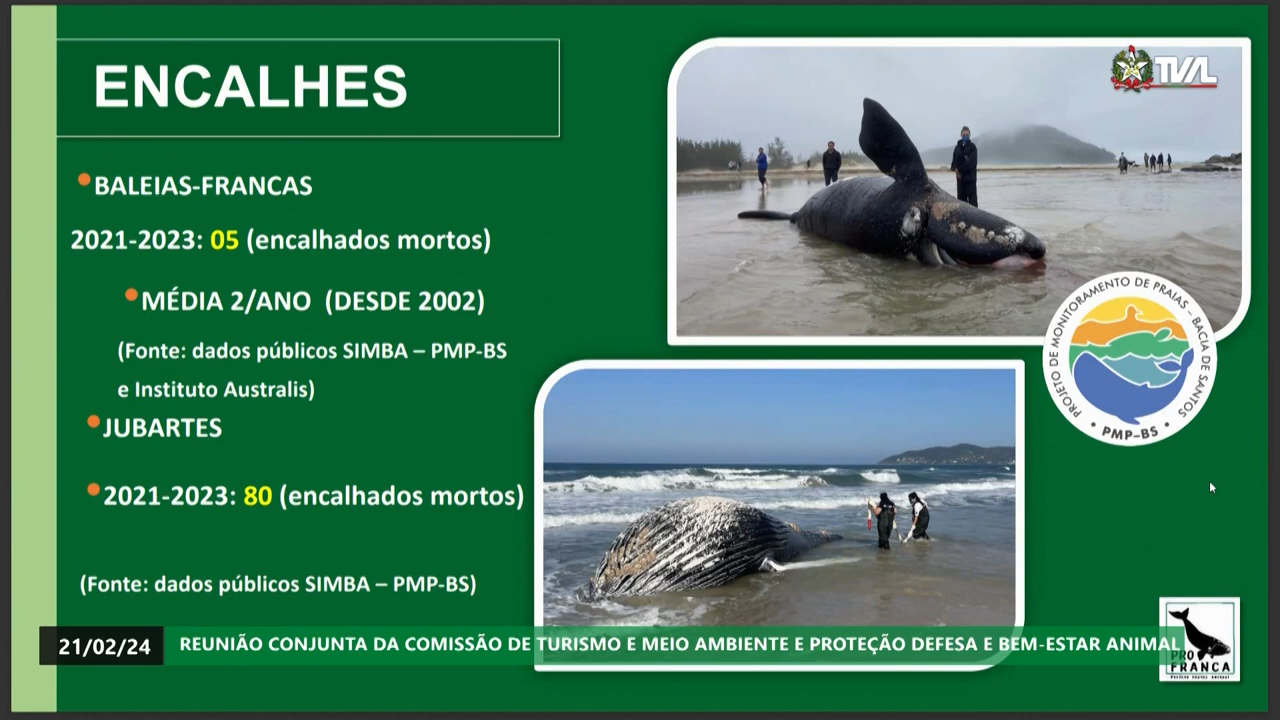 ENCALHES
BALEIAS-FRANCAS
2021-2023: 05 (encalhados mortos)
MÉDIA 2/ANO (DESDE 2002)
(Fonte: dados públicos SIMBA – PMP-BS
e Instituto Australis)
JUBARTES
2021-2023: 80 (encalhados mortos)
(Fonte: dados públicos SIMBA – PMP-BS)
TVAL
PROJETO DE MONITORAMENTO DE PRAIAS – BACIA DE SANTOS
• PMP-BS •
21/02/24
REUNIÃO CONJUNTA DA COMISSÃO DE TURISMO E MEIO AMBIENTE E PROTEÇÃO DEFESA E BEM-ESTAR ANIMAL
PRO
FRANCA